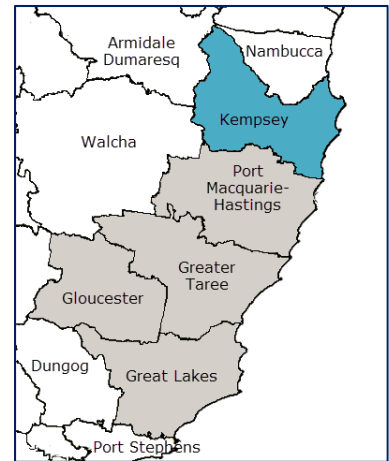 Armidale
Dumaresq
Nambucca
Kempsey
Walcha
Port
Macquarie-
Hastings
Greater
Taree
Gloucester
Dungog
Great Lakes
Port Stephens